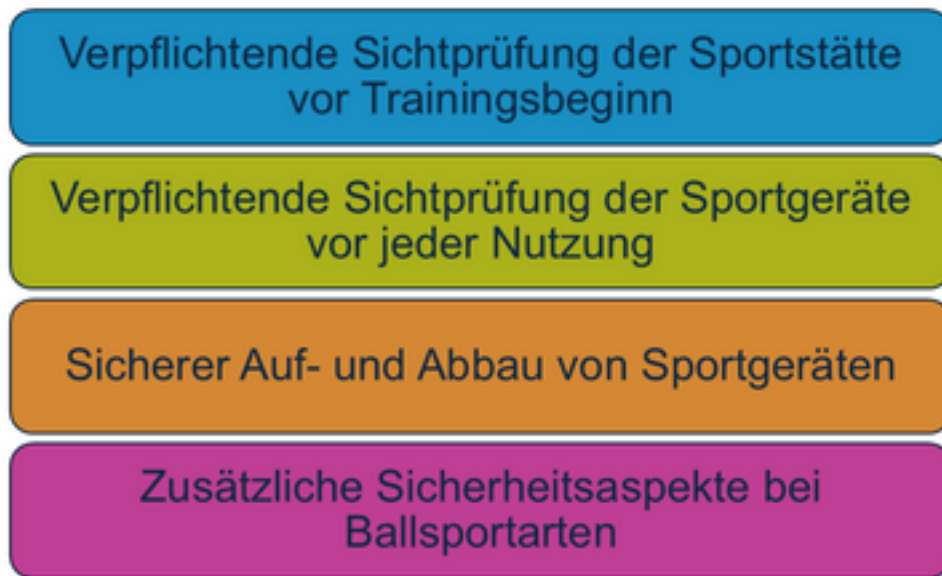 Verpflichtende Sichtprüfung der Sportstätte
vor Trainingsbeginn
Verpflichtende Sichtprüfung der Sportgeräte
vor jeder Nutzung
Sicherer Auf- und Abbau von Sportgeräten
Zusätzliche Sicherheitsaspekte bei
Ballsportarten